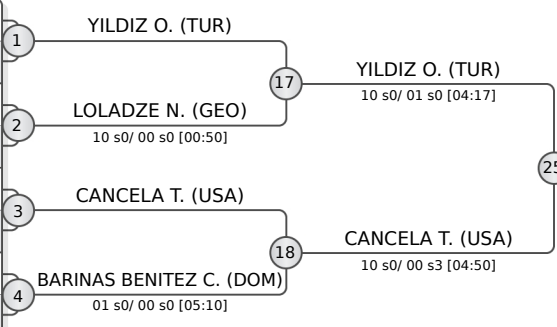 YILDIZ O. (TUR)
1
17
YILDIZ O. (TUR)
10 s0/ 01 s0 [04:17]
LOLADZE N. (GEO)
2
10 s0/ 00 s0 [00:50]
25
CANCELA T. (USA)
3
18
CANCELA T. (USA)
10 s0/ 00 s3 [04:50]
BARINAS BENITEZ C. (DOM)
4
01 s0/ 00 s0 [05:10]